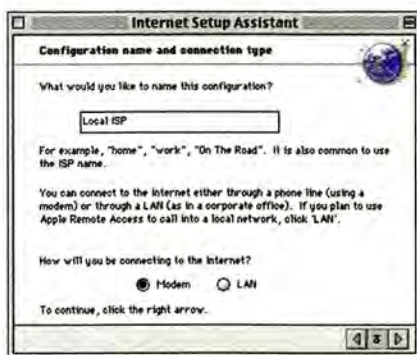 Internet Setup Assistant
Configuration name and connection type
What would you like to name this configuration?
Local ISP
For example, "home", "work", "On The Road". It is also common to use
the ISP name.
You can connect to the Internet either through a phone line (using a
modem) or through a LAN (as in a corporate office). If you plan to use
Apple Remote Access to call into a local network, click 'LAN'.
How will you be connecting to the Internet?
Modem LAN
To continue, click the right arrow.